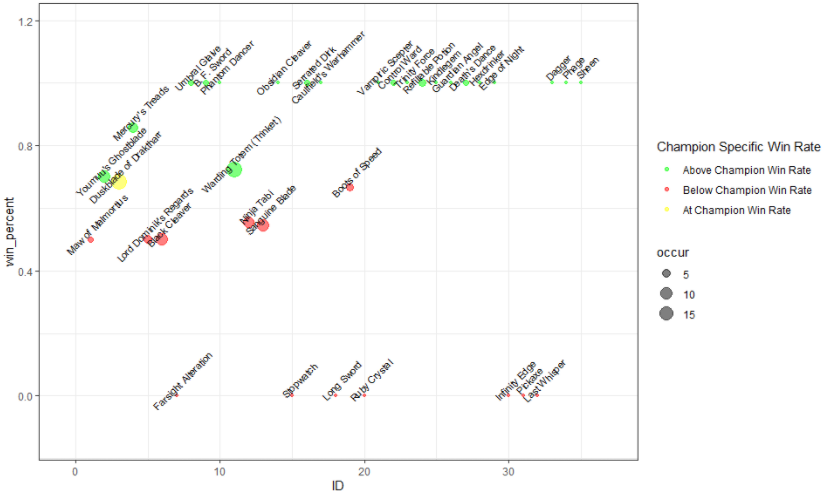 1.2
0.8
0.4
0.0
win_percent
0
10
20
30
ID
Umbral Glaive
B. F. Sword
Phantom Dancer
Obsidian Cleaver
Serrated Dirk
Caulfield's Warhammer
Vampiric Scepter
Control Ward
Trinity Force
Refillable Potion
Kindlegem
Guardian Angel
Death's Dance
Hexdrinker
Edge of Night
Dagger
Phage
Sheen
Mercury's Treads
Youmuu's Ghostblade
Duskblade of Draktharr
Warding Totem (Trinket)
Boots of Speed
Maw of Malmortius
Lord Dominik's Regards
Black Cleaver
Ninja Tabi
Sanguine Blade
Farsight Alteration
Stopwatch
Long Sword
Ruby Crystal
Infinity Edge
Pickaxe
Last Whisper
Champion Specific Win Rate
Above Champion Win Rate
Below Champion Win Rate
At Champion Win Rate
occur
5
10
15